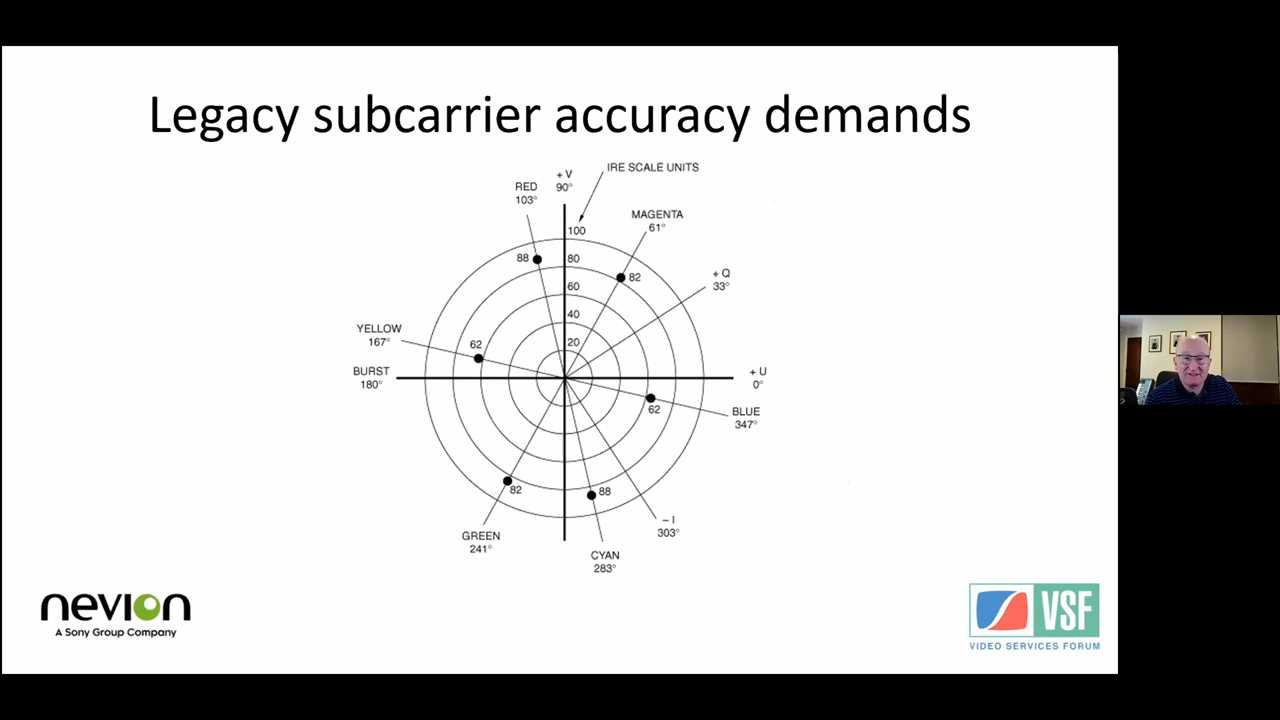 Legacy subcarrier accuracy demands
IRE SCALE UNITS
+ V
90°
RED
103°
MAGENTA
61°
100
88
80
82
+ Q
33°
60
40
YELLOW
167°
62
20
BURST
180°
+ U
0°
62
BLUE
347°
82
88
– I
303°
GREEN
241°
CYAN
283°
nevion
A Sony Group Company
VSF
VIDEO SERVICES FORUM